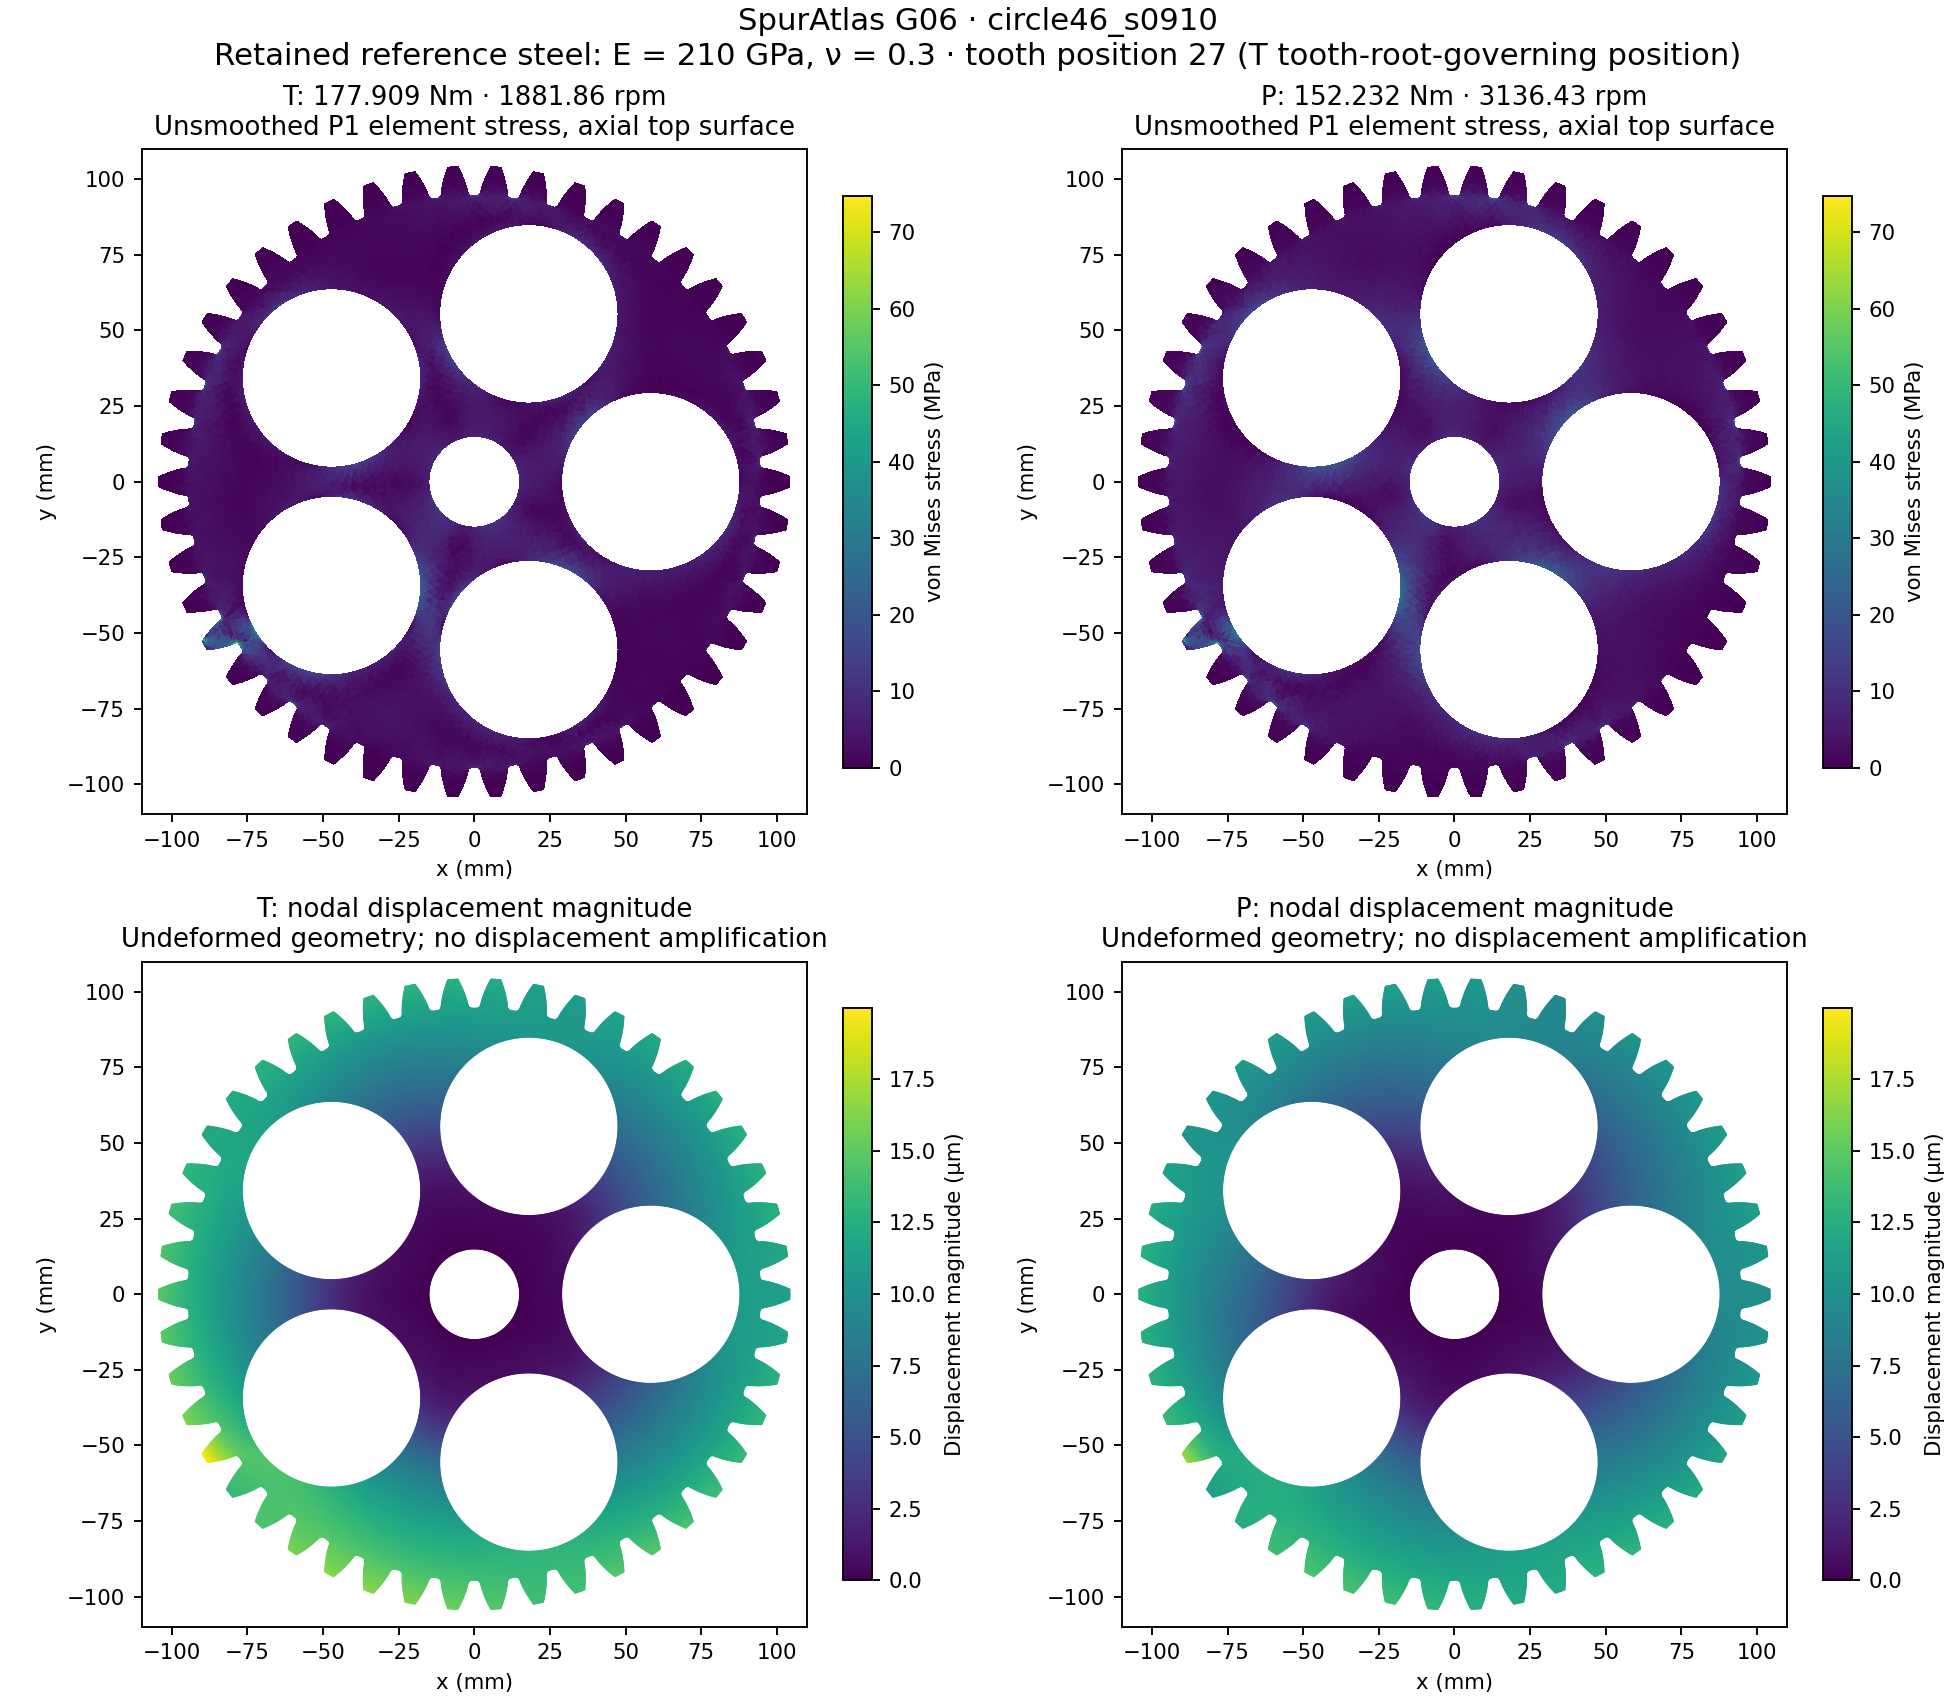 SpurAtlas G06 · circle46_s0910
Retained reference steel: E = 210 GPa, ν = 0.3 · tooth position 27 (T tooth-root-governing position)
T: 177.909 Nm · 1881.86 rpm
Unsmoothed P1 element stress, axial top surface
100
75
50
25
0
−25
−50
−75
−100
y (mm)
−100 −75 −50 −25 0 25 50 75 100
x (mm)
70
60
50
40
30
20
10
0
von Mises stress (MPa)
P: 152.232 Nm · 3136.43 rpm
Unsmoothed P1 element stress, axial top surface
100
75
50
25
0
−25
−50
−75
−100
y (mm)
−100 −75 −50 −25 0 25 50 75 100
x (mm)
70
60
50
40
30
20
10
0
von Mises stress (MPa)
T: nodal displacement magnitude
Undeformed geometry; no displacement amplification
100
75
50
25
0
−25
−50
−75
−100
y (mm)
−100 −75 −50 −25 0 25 50 75 100
x (mm)
17.5
15.0
12.5
10.0
7.5
5.0
2.5
0.0
Displacement magnitude (μm)
P: nodal displacement magnitude
Undeformed geometry; no displacement amplification
100
75
50
25
0
−25
−50
−75
−100
y (mm)
−100 −75 −50 −25 0 25 50 75 100
x (mm)
17.5
15.0
12.5
10.0
7.5
5.0
2.5
0.0
Displacement magnitude (μm)